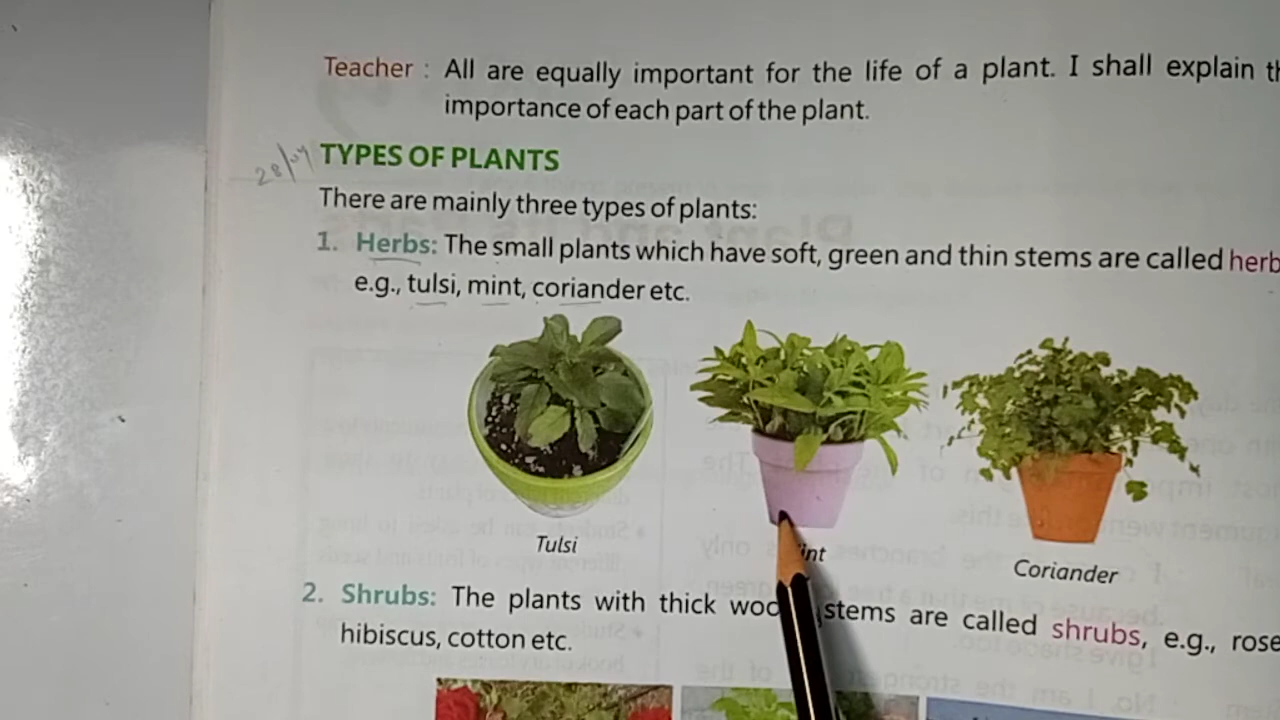 Teacher : All are equally important for the life of a plant. I shall explain
importance of each part of the plant.
28/04
TYPES OF PLANTS
There are mainly three types of plants:
1. Herbs: The small plants which have soft, green and thin stems are called herb
e.g., tulsi, mint, coriander etc.
Tulsi
Coriander
2. Shrubs: The plants with thick stems are called shrubs, e.g., rose
hibiscus, cotton etc.